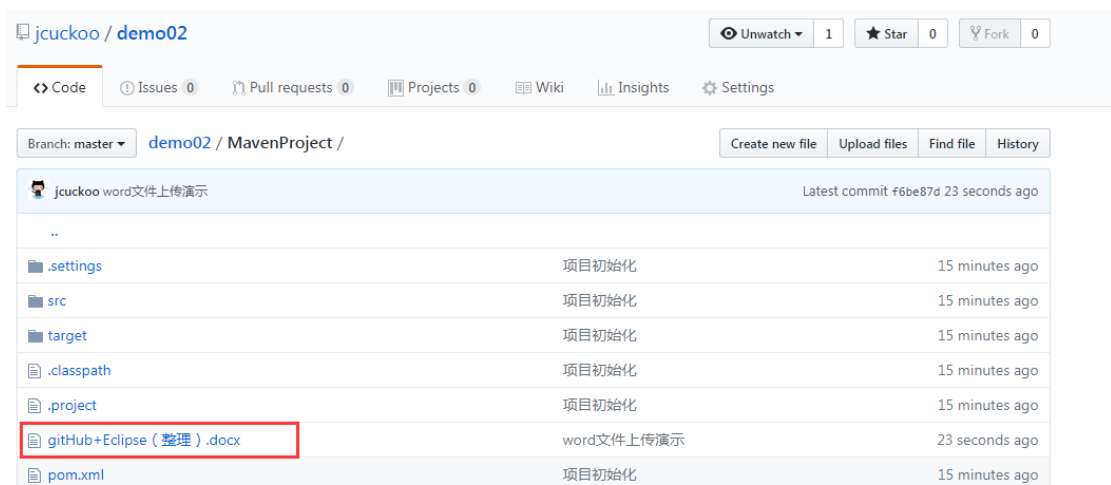 jcuckoo / demo02 Unwatch 1 Star 0 Fork 0
Code Issues 0 Pull requests 0 Projects 0 Wiki Insights Settings
Branch: master demo02 / MavenProject / Create new file Upload files Find file History
jcuckoo word文件上传演示 Latest commit f6be87d 23 seconds ago
..
.settings 项目初始化 15 minutes ago
src 项目初始化 15 minutes ago
target 项目初始化 15 minutes ago
.classpath 项目初始化 15 minutes ago
.project 项目初始化 15 minutes ago
gitHub+Eclipse（整理）.docx word文件上传演示 23 seconds ago
pom.xml 项目初始化 15 minutes ago